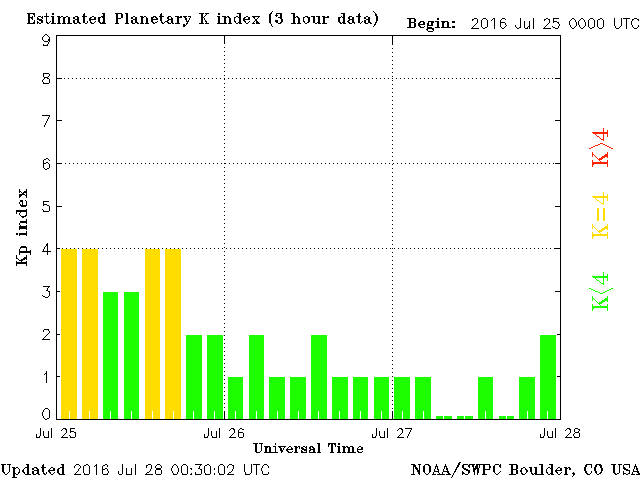 Estimated Planetary K index (3 hour data) Begin: 2016 Jul 25 0000 UTC
9
8
7
6
5
4
3
2
1
0
Kp index
K>4
K=4
K<4
Jul 25 Jul 26 Jul 27 Jul 28
Universal Time
Updated 2016 Jul 28 00:30:02 UTC NOAA/SWPC Boulder, CO USA